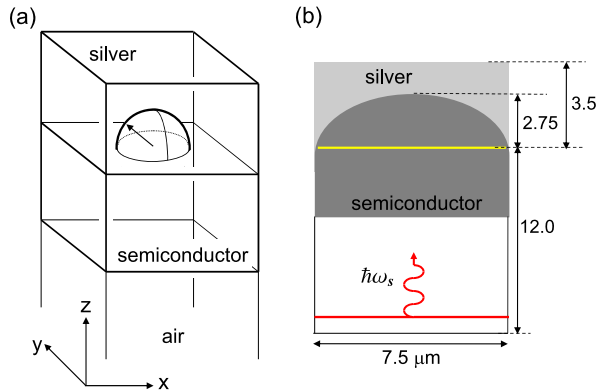 (a)
silver
semiconductor
air
z
y
x
(b)
silver
3.5
2.75
semiconductor
12.0
ħωs
7.5 μm